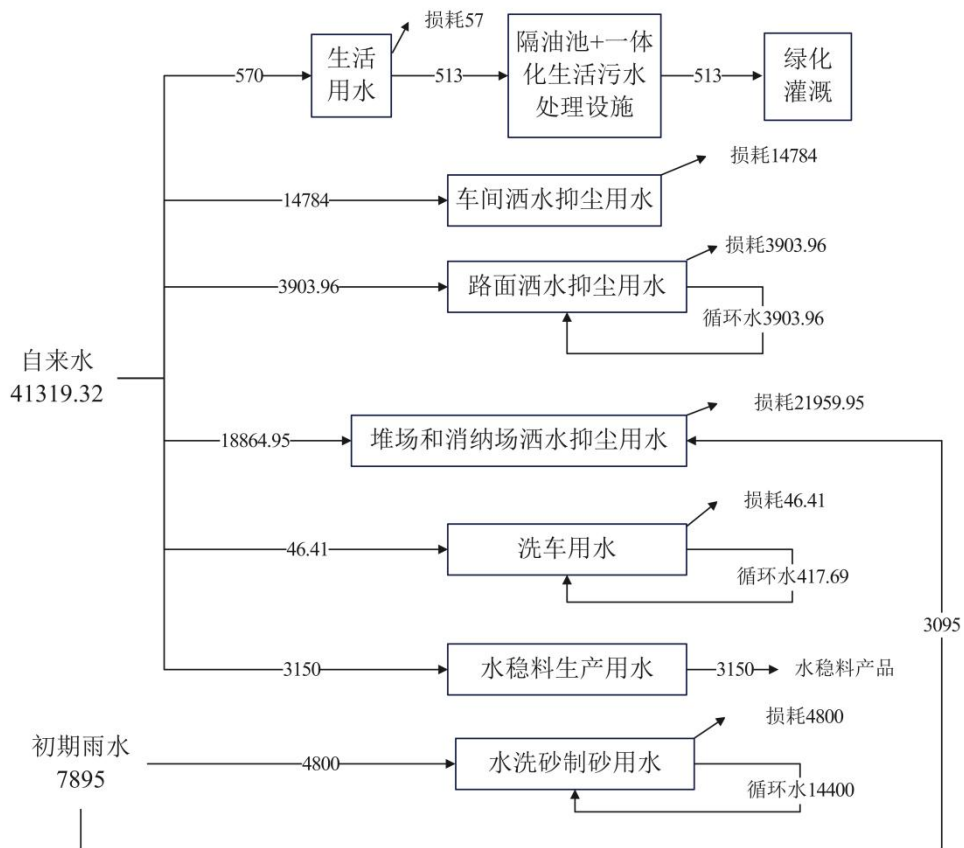 损耗57
570
生活
用水
513
隔油池+一体
化生活污水
处理设施
513
绿化
灌溉
损耗14784
14784
车间洒水抑尘用水
损耗3903.96
3903.96
路面洒水抑尘用水
循环水3903.96
自来水
41319.32
损耗21959.95
18864.95
堆场和消纳场洒水抑尘用水
损耗46.41
46.41
洗车用水
循环水417.69
3095
3150
水稳料生产用水
3150
水稳料产品
损耗4800
初期雨水
7895
4800
水洗砂制砂用水
循环水14400